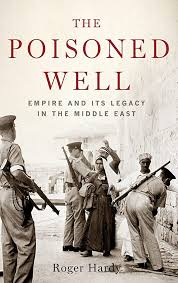 THE
POISONED
WELL
EMPIRE AND ITS LEGACY
IN THE MIDDLE EAST
Roger Hardy